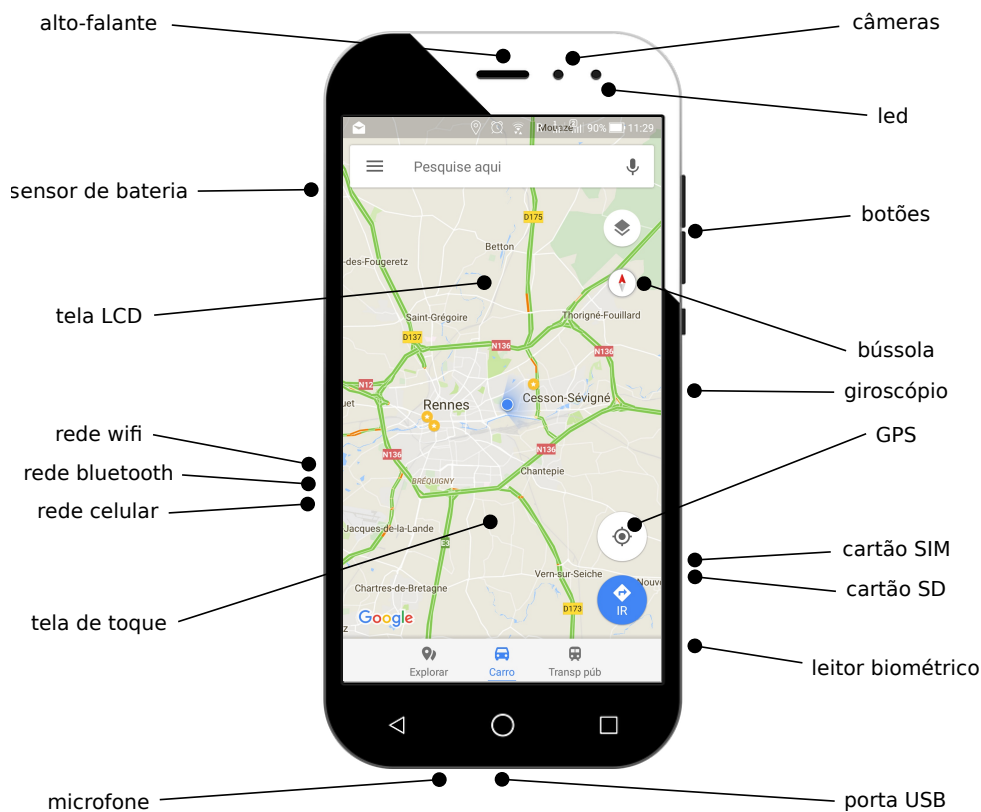 alto-falante
câmeras
led
90% 11:29
Pesquise aqui
sensor de bateria
botões
D175
Betton
-des-Fougeretz
tela LCD
Saint-Grégoire
Thorigné-Fouillard
D137
N136
N136
bússola
N12
giroscópio
Rennes
Cesson-Sévigné
rede wifi
GPS
N136
N136
rede bluetooth
BRÉQUIGNY
Chantepie
rede celular
Jacques-de-la-Lande
cartão SIM
Vern-sur-Seiche
Nouvo
cartão SD
Chartres-de-Bretagne
IR
D173
tela de toque
Google
leitor biométrico
Explorar
Carro
Transp púb
microfone
porta USB